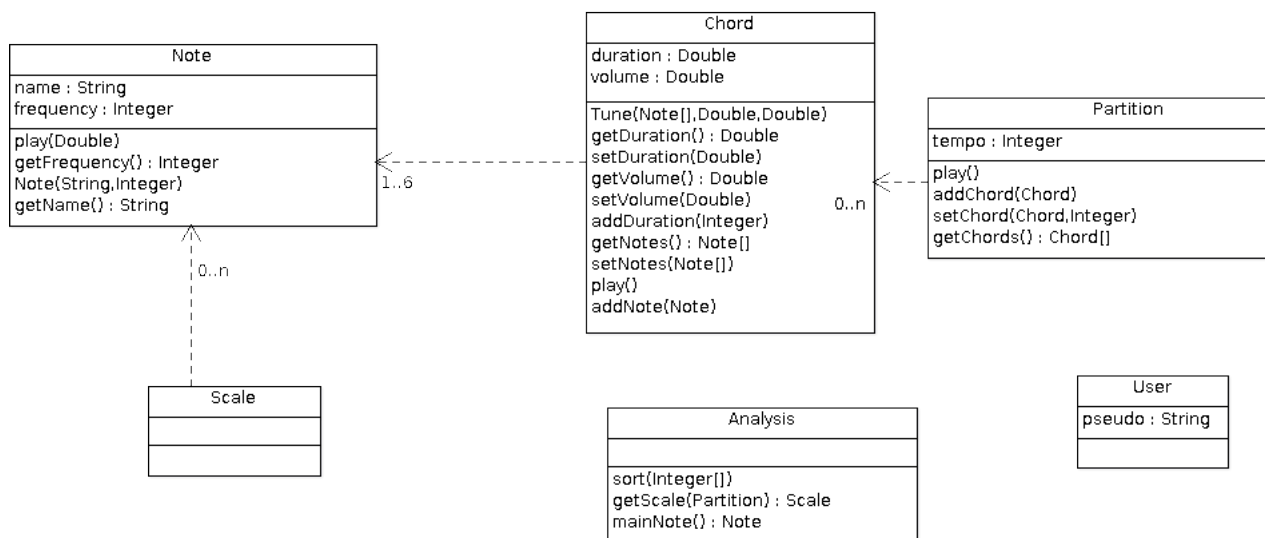 Note
name : String
frequency : Integer
play(Double)
getFrequency() : Integer
Note(String,Integer)
getName() : String
1..6
0..n
Scale
Chord
duration : Double
volume : Double
Tune(Note[],Double,Double)
getDuration() : Double
setDuration(Double)
getVolume() : Double
setVolume(Double)
addDuration(Integer)
getNotes() : Note[]
setNotes(Note[])
play()
addNote(Note)
0..n
Partition
tempo : Integer
play()
addChord(Chord)
setChord(Chord,Integer)
getChords() : Chord[]
Analysis
sort(Integer[])
getScale(Partition) : Scale
mainNote() : Note
User
pseudo : String